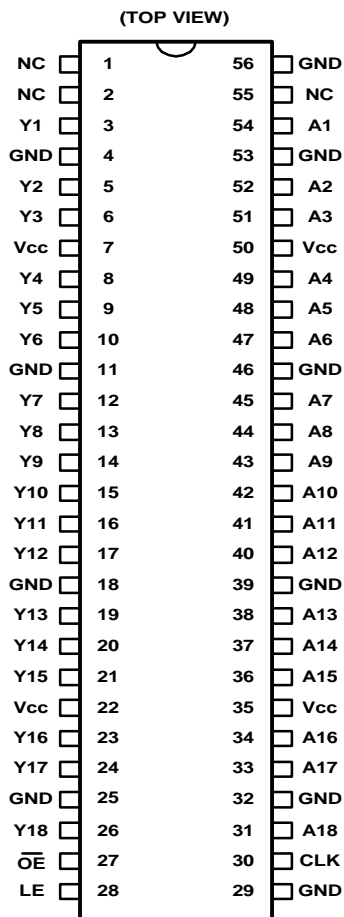 (TOP VIEW)
NC 1 56 GND
NC 2 55 NC
Y1 3 54 A1
GND 4 53 GND
Y2 5 52 A2
Y3 6 51 A3
Vcc 7 50 Vcc
Y4 8 49 A4
Y5 9 48 A5
Y6 10 47 A6
GND 11 46 GND
Y7 12 45 A7
Y8 13 44 A8
Y9 14 43 A9
Y10 15 42 A10
Y11 16 41 A11
Y12 17 40 A12
GND 18 39 GND
Y13 19 38 A13
Y14 20 37 A14
Y15 21 36 A15
Vcc 22 35 Vcc
Y16 23 34 A16
Y17 24 33 A17
GND 25 32 GND
Y18 26 31 A18
O̅E̅ 27 30 CLK
LE 28 29 GND